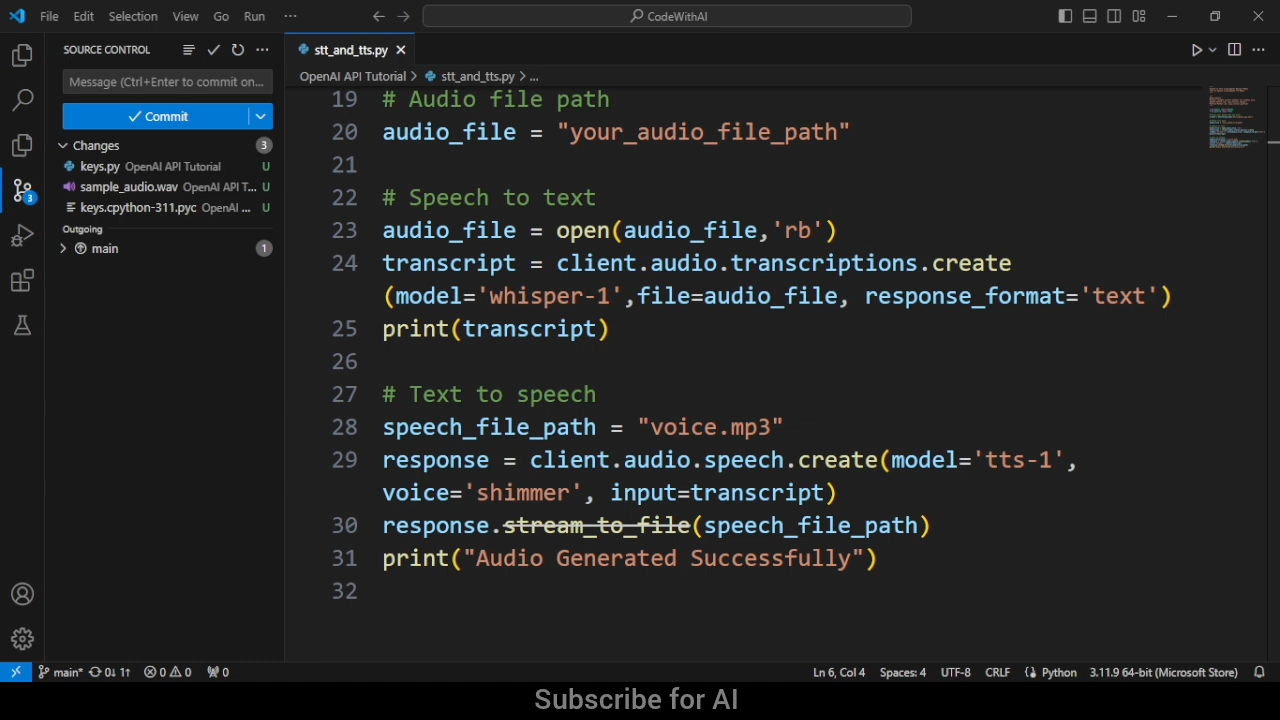 File Edit Selection View Go Run ···
CodeWithAI
SOURCE CONTROL
Message (Ctrl+Enter to commit on...
Commit
Changes 3
keys.py OpenAI API Tutorial U
sample_audio.wav OpenAI API T... U
keys.cpython-311.pyc OpenAI ... U
Outgoing
main 1
3
stt_and_tts.py
OpenAI API Tutorial > stt_and_tts.py > ...
19 # Audio file path
20 audio_file = "your_audio_file_path"
21
22 # Speech to text
23 audio_file = open(audio_file,'rb')
24 transcript = client.audio.transcriptions.create
(model='whisper-1',file=audio_file, response_format='text')
25 print(transcript)
26
27 # Text to speech
28 speech_file_path = "voice.mp3"
29 response = client.audio.speech.create(model='tts-1',
voice='shimmer', input=transcript)
30 response.stream_to_file(speech_file_path)
31 print("Audio Generated Successfully")
32
main* 0↓ 1↑ 0 0 0 Ln 6, Col 4 Spaces: 4 UTF-8 CRLF Python 3.11.9 64-bit (Microsoft Store)
Subscribe for AI